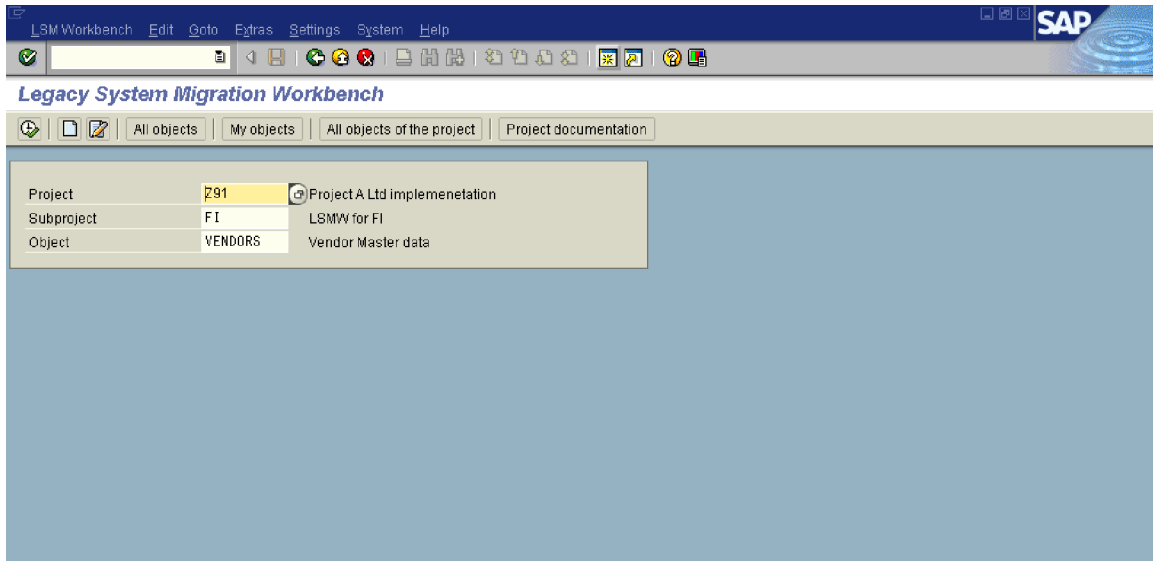 LSM Workbench Edit Goto Extras Settings System Help
SAP
Legacy System Migration Workbench
All objects My objects All objects of the project Project documentation
Project Z91 Project A Ltd implemenetation
Subproject FI LSMW for FI
Object VENDORS Vendor Master data